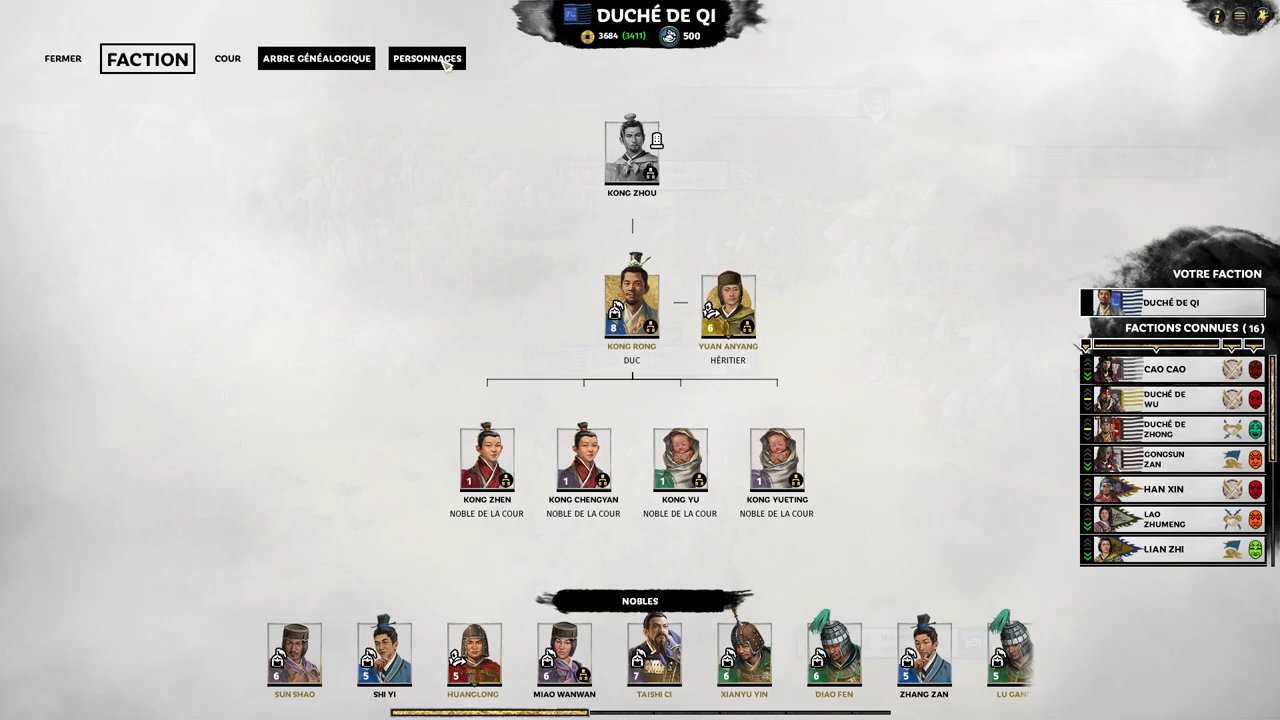 DUCHÉ DE QI
3684 (3411) 500
FERMER FACTION COUR ARBRE GÉNÉALOGIQUE PERSONNAGES
KONG ZHOU
8 6
KONG RONG YUAN ANYANG
DUC HÉRITIER
1 1 1 1
KONG ZHEN KONG CHENGYAN KONG YU KONG YUETING
NOBLE DE LA COUR NOBLE DE LA COUR NOBLE DE LA COUR NOBLE DE LA COUR
VOTRE FACTION
DUCHÉ DE QI
FACTIONS CONNUES (16)
CAO CAO
DUCHÉ DE
WU
DUCHÉ DE
ZHONG
GONGSUN
ZAN
HAN XIN
LAO
ZHUMENG
LIAN ZHI
NOBLES
6 5 5 6 7 6 6 5 5
SUN SHAO SHI YI HUANGLONG MIAO WANWAN TAISHI CI XIANYU YIN DIAO FEN ZHANG ZAN LU